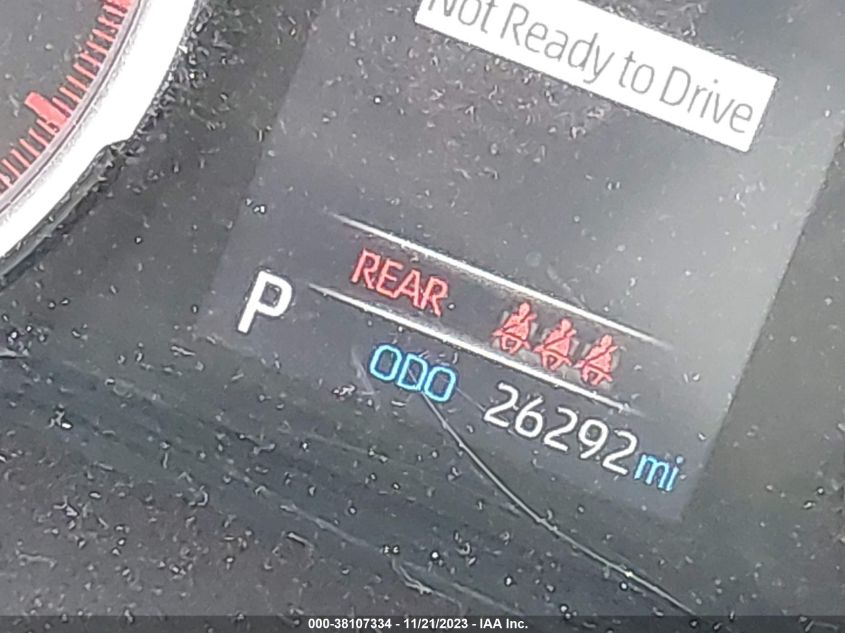 Not Ready to Drive
REAR
P
ODO 26292 mi
000-38107334 - 11/21/2023 - IAA Inc.